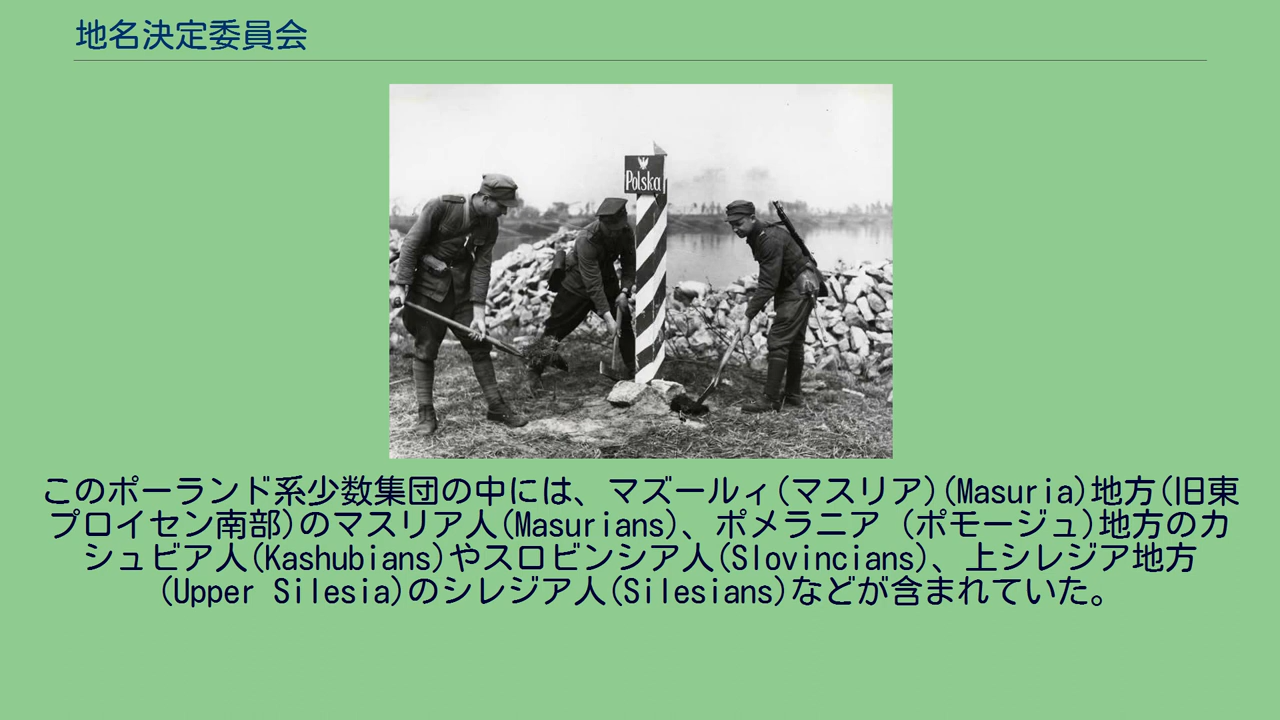 地名決定委員会
Polska
このポーランド系少数集団の中には、マズールィ(マスリア)(Masuria)地方(旧東
プロイセン南部)のマスリア人(Masurians)、ポメラニア (ポモージュ)地方のカ
シュビア人(Kashubians)やスロビンシア人(Slovincians)、上シレジア地方
(Upper Silesia)のシレジア人(Silesians)などが含まれていた。